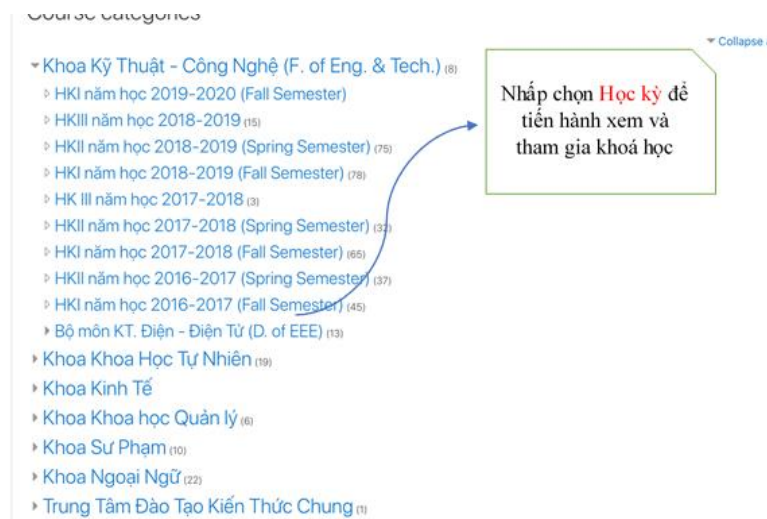 Course categories
Collapse
Khoa Kỹ Thuật - Công Nghệ (F. of Eng. & Tech.) (8)
HKI năm học 2019-2020 (Fall Semester)
HKIII năm học 2018-2019 (15)
HKII năm học 2018-2019 (Spring Semester) (75)
HKI năm học 2018-2019 (Fall Semester) (78)
HK III năm học 2017-2018 (3)
HKII năm học 2017-2018 (Spring Semester) (32)
HKI năm học 2017-2018 (Fall Semester) (65)
HKII năm học 2016-2017 (Spring Semester) (37)
HKI năm học 2016-2017 (Fall Semester) (45)
Bộ môn KT. Điện - Điện Tử (D. of EEE) (13)
Khoa Khoa Học Tự Nhiên (19)
Khoa Kinh Tế
Khoa Khoa học Quản lý (6)
Khoa Sư Phạm (10)
Khoa Ngoại Ngữ (22)
Trung Tâm Đào Tạo Kiến Thức Chung (1)
Nhấp chọn Học kỳ để
tiến hành xem và
tham gia khoá học